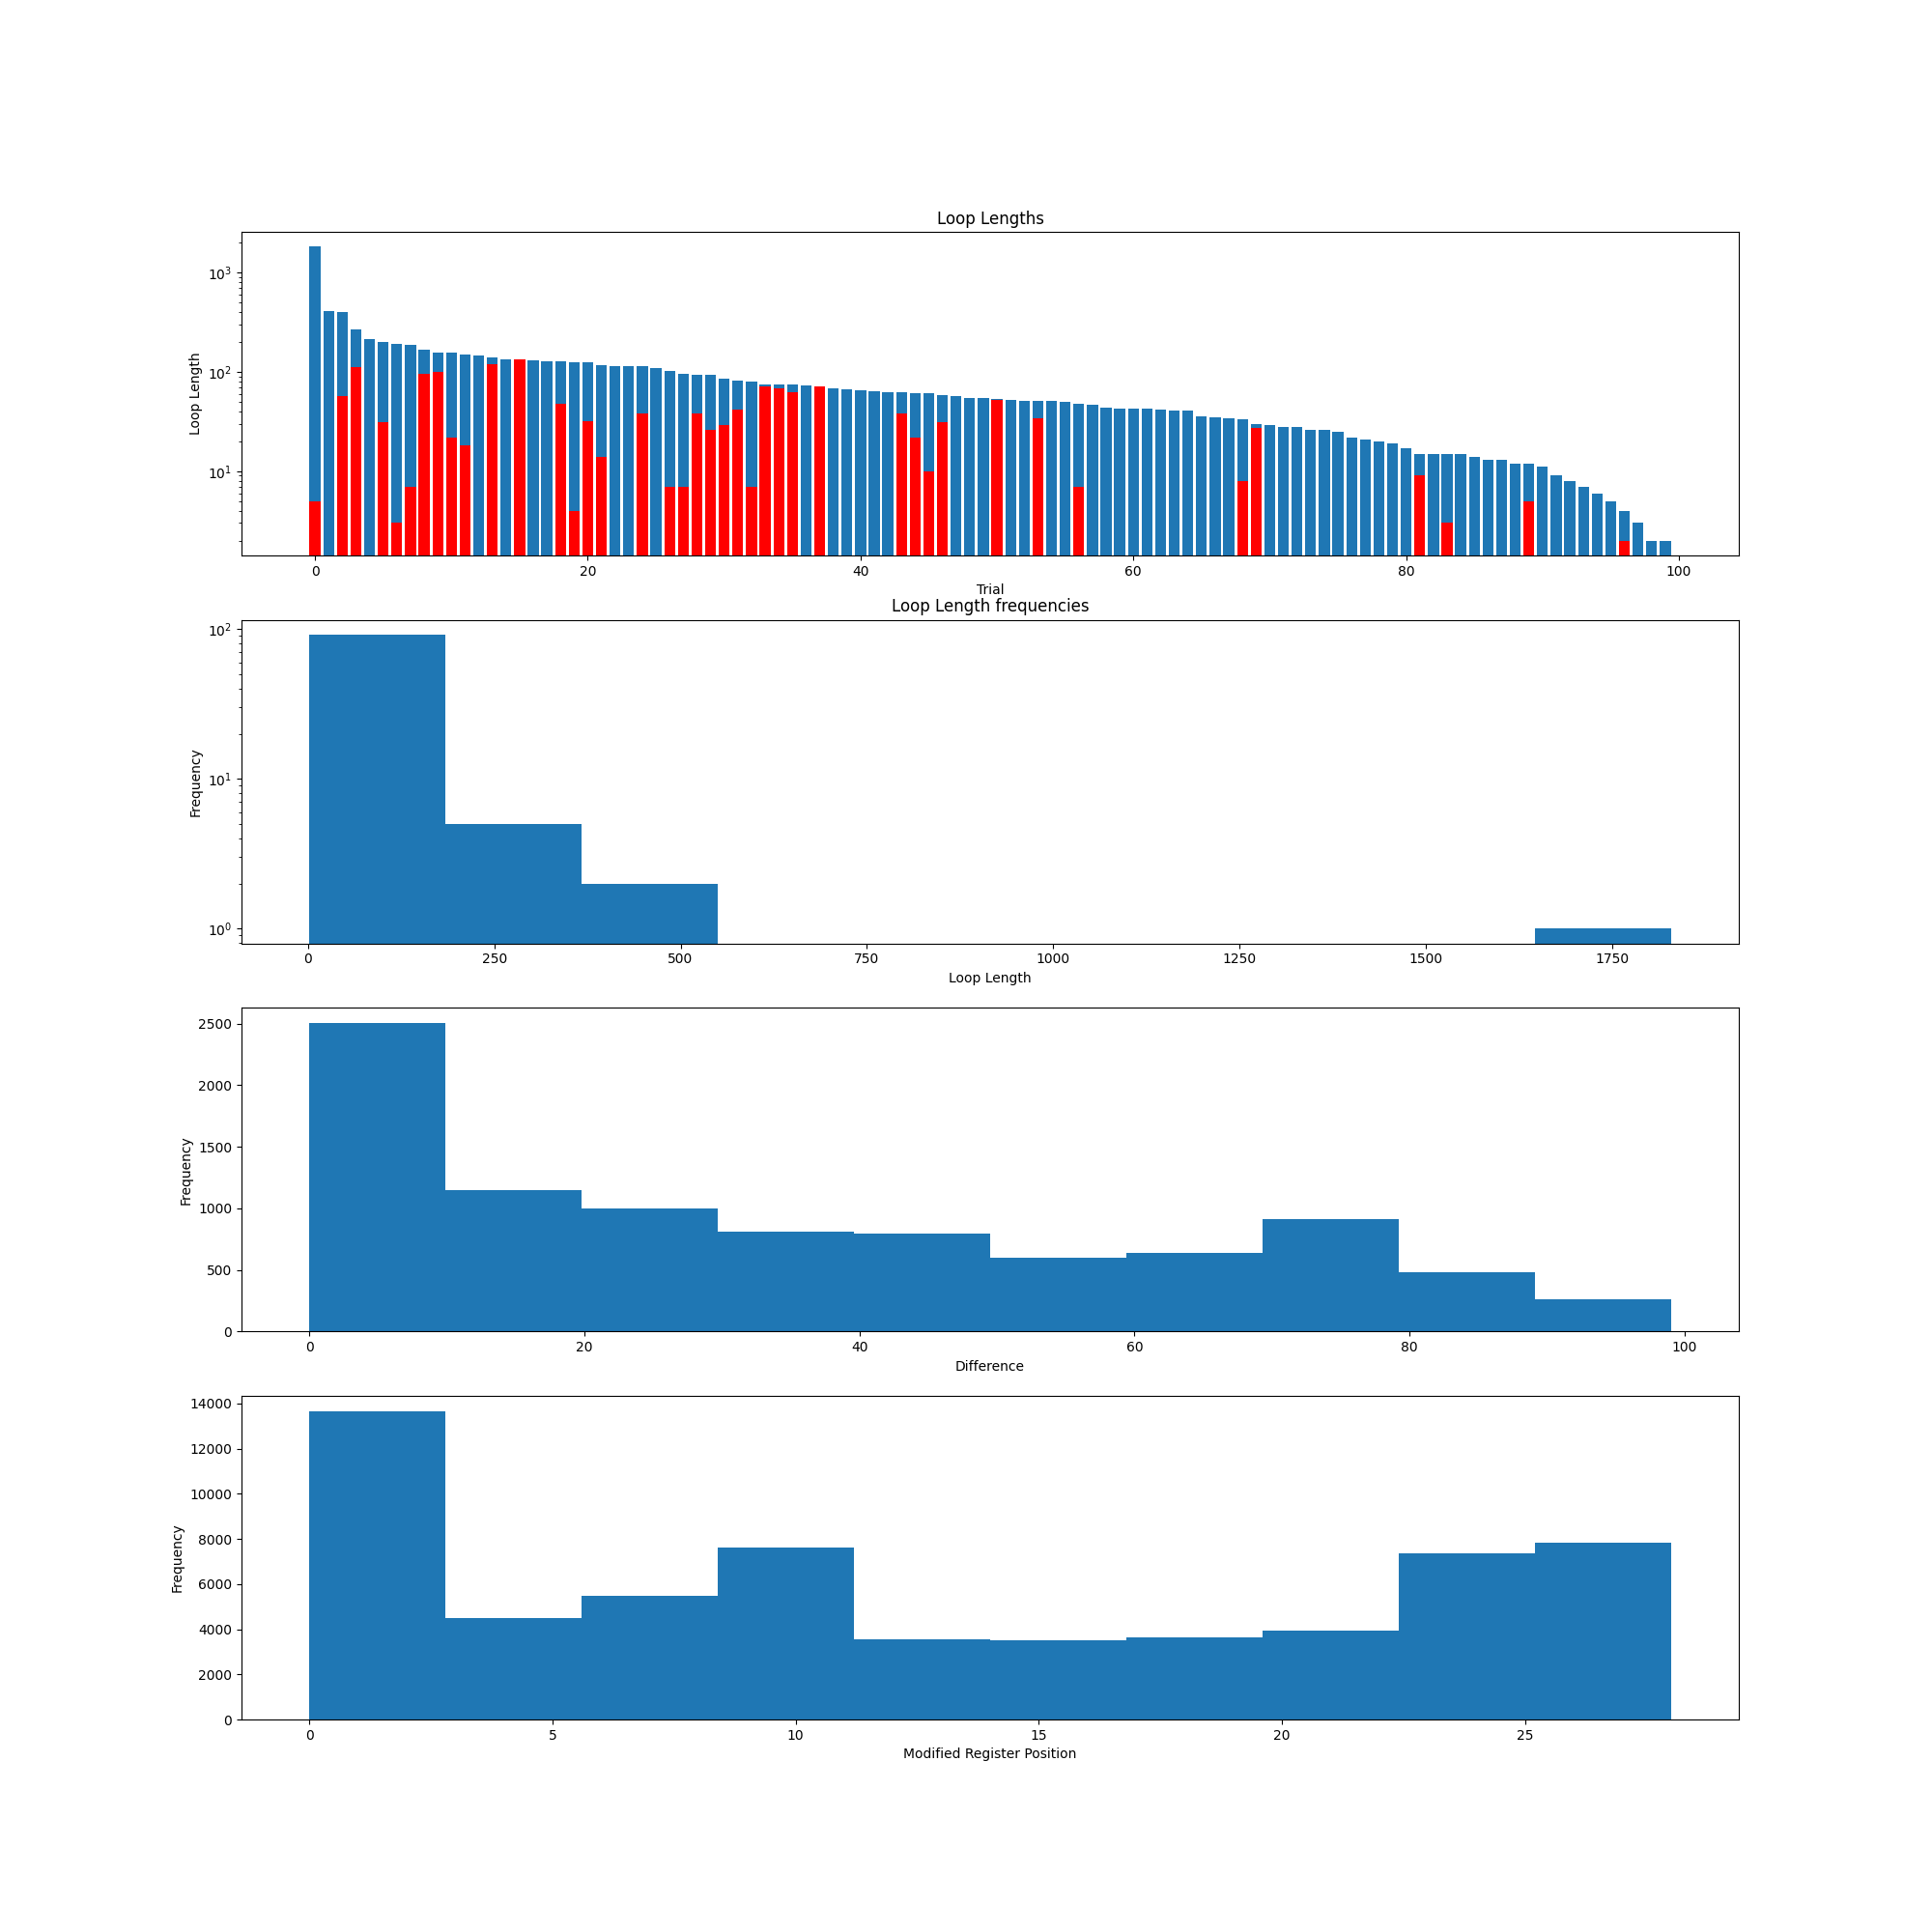 Loop Lengths
Loop Length
10³
10²
10¹
0 20 40 60 80 100
Trial
Loop Length frequencies
Frequency
10²
10¹
10⁰
0 250 500 750 1000 1250 1500 1750
Loop Length
Frequency
2500
2000
1500
1000
500
0
0 20 40 60 80 100
Difference
Frequency
14000
12000
10000
8000
6000
4000
2000
0
0 5 10 15 20 25
Modified Register Position